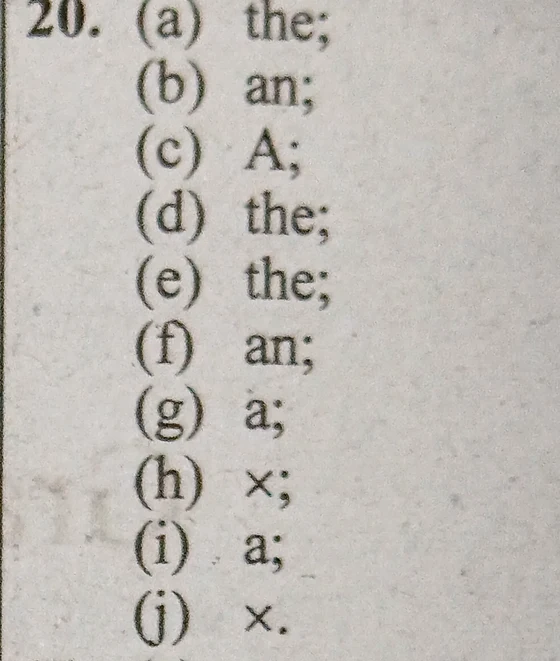 20. (a) the;
(b) an;
(c) A;
(d) the;
(e) the;
(f) an;
(g) a;
(h) ×;
(i) a;
(j) ×.